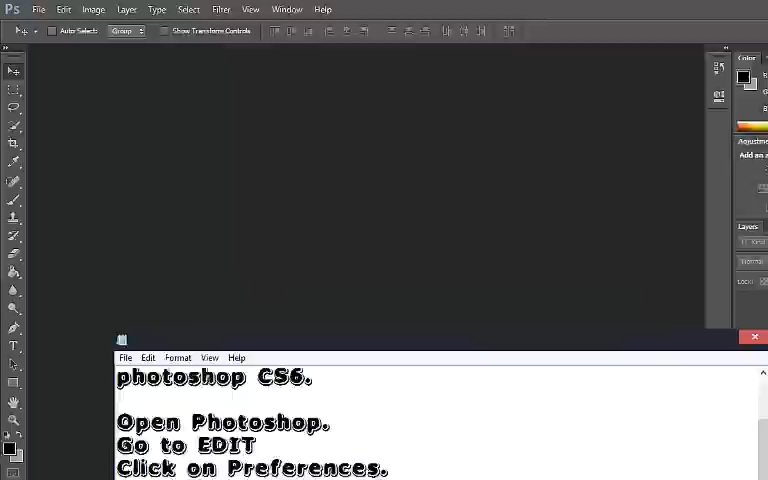 Ps File Edit Image Layer Type Select Filter View Window Help
Auto Select: Group Show Transform Controls
Color
Adjustme
Add an a
Layers
Kind
Normal
Lock:
File Edit Format View Help
photoshop CS6.
Open Photoshop.
Go to EDIT
Click on Preferences.